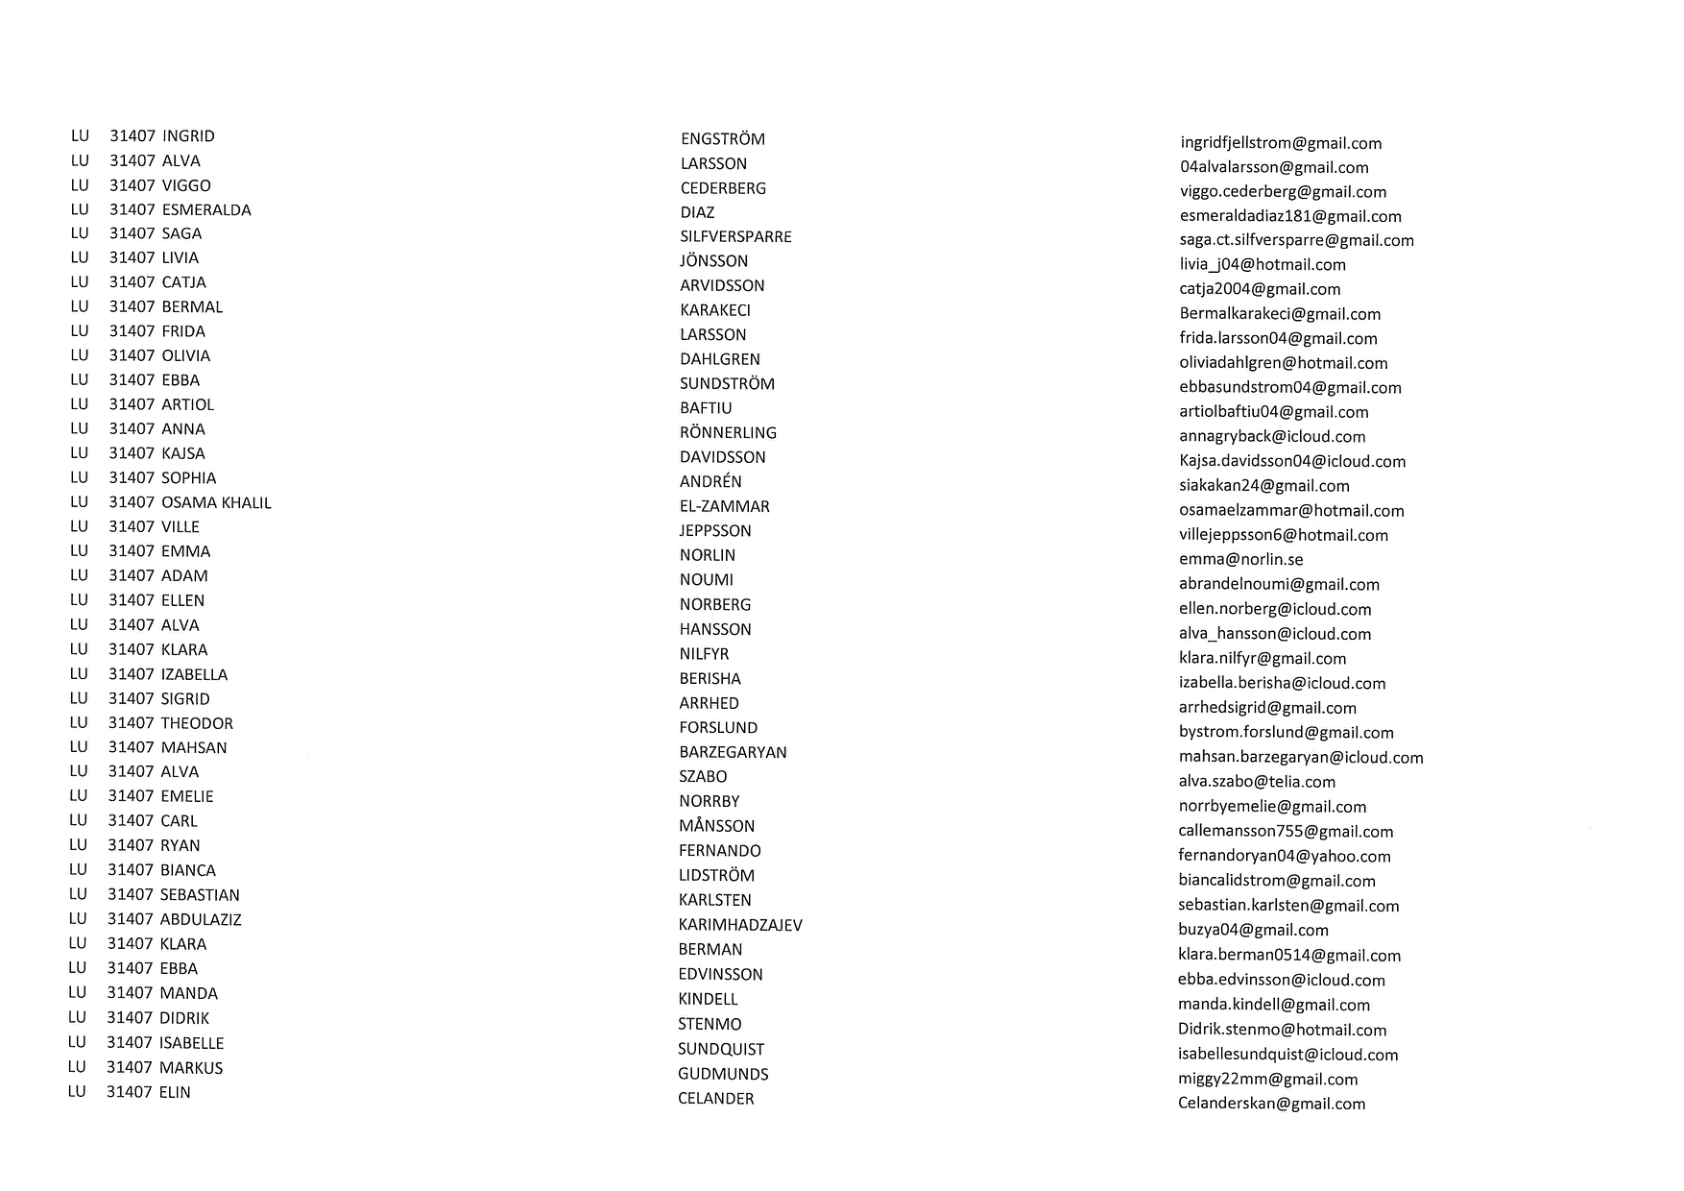 LU 31407 INGRID ENGSTRÖM ingridfjellstrom@gmail.com
LU 31407 ALVA LARSSON 04alvalarsson@gmail.com
LU 31407 VIGGO CEDERBERG viggo.cederberg@gmail.com
LU 31407 ESMERALDA DIAZ esmeraldadiaz181@gmail.com
LU 31407 SAGA SILFVERSPARRE saga.ct.silfversparre@gmail.com
LU 31407 LIVIA JÖNSSON livia_j04@hotmail.com
LU 31407 CATJA ARVIDSSON catja2004@gmail.com
LU 31407 BERMAL KARAKECI Bermalkarakeci@gmail.com
LU 31407 FRIDA LARSSON frida.larsson04@gmail.com
LU 31407 OLIVIA DAHLGREN oliviadahlgren@hotmail.com
LU 31407 EBBA SUNDSTRÖM ebbasundstrom04@gmail.com
LU 31407 ARTIOL BAFTIU artiolbaftiu04@gmail.com
LU 31407 ANNA RÖNNERLING annagryback@icloud.com
LU 31407 KAJSA DAVIDSSON Kajsa.davidsson04@icloud.com
LU 31407 SOPHIA ANDRÉN siakakan24@gmail.com
LU 31407 OSAMA KHALIL EL-ZAMMAR osamaelzammar@hotmail.com
LU 31407 VILLE JEPPSSON villejeppsson6@hotmail.com
LU 31407 EMMA NORLIN emma@norlin.se
LU 31407 ADAM NOUMI abrandelnoumi@gmail.com
LU 31407 ELLEN NORBERG ellen.norberg@icloud.com
LU 31407 ALVA HANSSON alva_hansson@icloud.com
LU 31407 KLARA NILFYR klara.nilfyr@gmail.com
LU 31407 IZABELLA BERISHA izabella.berisha@icloud.com
LU 31407 SIGRID ARRHED arrhedsigrid@gmail.com
LU 31407 THEODOR FORSLUND bystrom.forslund@gmail.com
LU 31407 MAHSAN BARZEGARYAN mahsan.barzegaryan@icloud.com
LU 31407 ALVA SZABO alva.szabo@telia.com
LU 31407 EMELIE NORRBY norrbyemelie@gmail.com
LU 31407 CARL MÅNSSON callemansson755@gmail.com
LU 31407 RYAN FERNANDO fernandoryan04@yahoo.com
LU 31407 BIANCA LIDSTRÖM biancalidstrom@gmail.com
LU 31407 SEBASTIAN KARLSTEN sebastian.karlsten@gmail.com
LU 31407 ABDULAZIZ KARIMHADZAJEV buzya04@gmail.com
LU 31407 KLARA BERMAN klara.berman0514@gmail.com
LU 31407 EBBA EDVINSSON ebba.edvinsson@icloud.com
LU 31407 MANDA KINDELL manda.kindell@gmail.com
LU 31407 DIDRIK STENMO Didrik.stenmo@hotmail.com
LU 31407 ISABELLE SUNDQUIST isabellesundquist@icloud.com
LU 31407 MARKUS GUDMUNDS miggy22mm@gmail.com
LU 31407 ELIN CELANDER Celanderskan@gmail.com